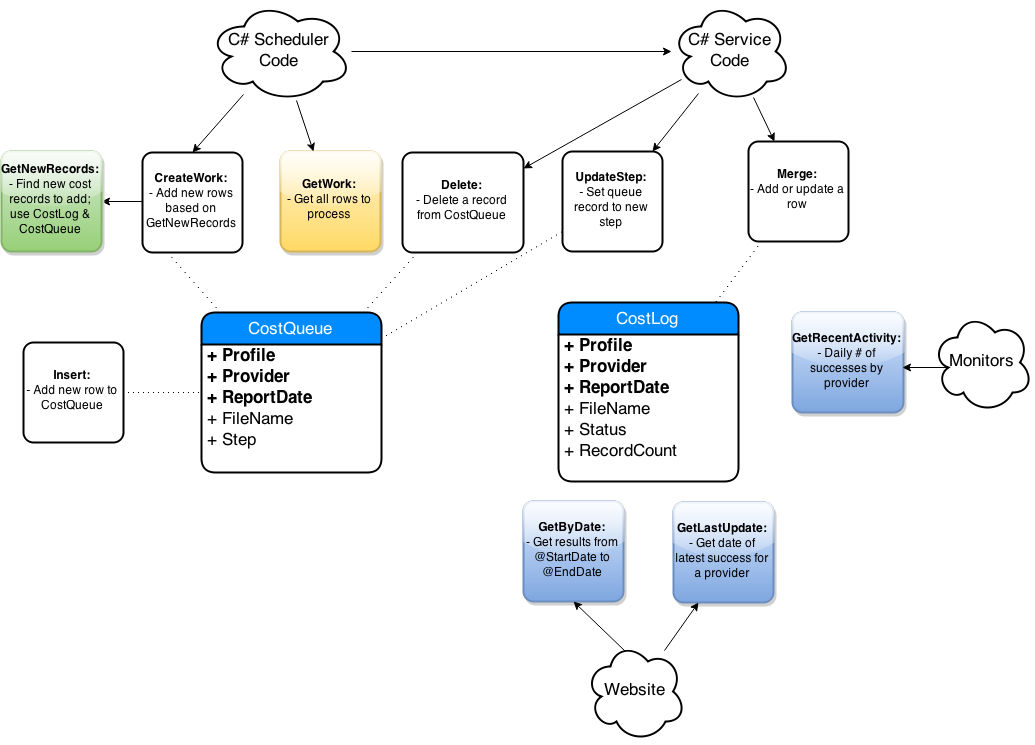 C# Scheduler
Code
C# Service
Code
GetNewRecords:
- Find new cost
records to add;
use CostLog &
CostQueue
CreateWork:
- Add new rows
based on
GetNewRecords
GetWork:
- Get all rows to
process
Delete:
- Delete a record
from CostQueue
UpdateStep:
- Set queue
record to new
step
Merge:
- Add or update a
row
CostQueue
+ Profile
+ Provider
+ ReportDate
+ FileName
+ Step
Insert:
- Add new row to
CostQueue
CostLog
+ Profile
+ Provider
+ ReportDate
+ FileName
+ Status
+ RecordCount
GetRecentActivity:
- Daily # of
successes by
provider
Monitors
GetByDate:
- Get results from
@StartDate to
@EndDate
GetLastUpdate:
- Get date of
latest success for
a provider
Website